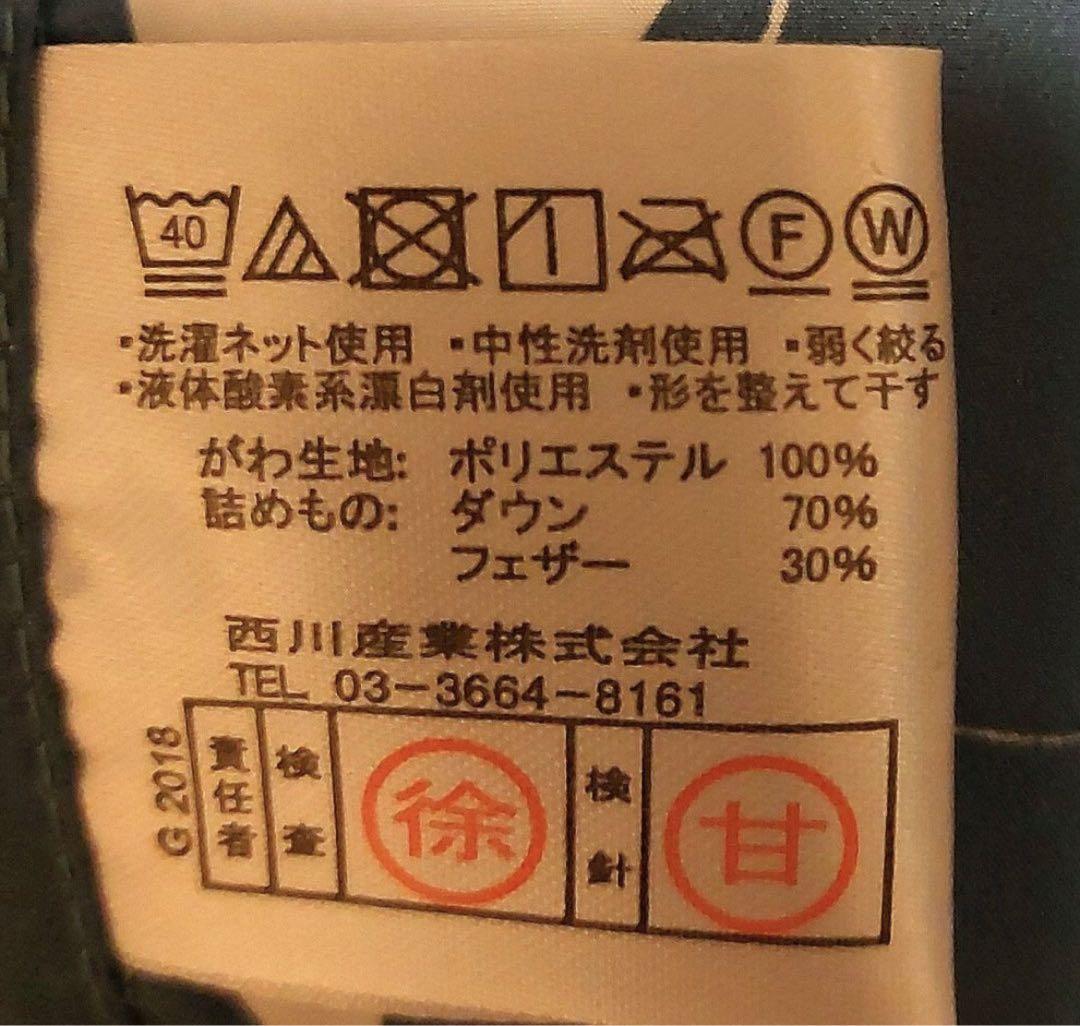 40 F W
・洗濯ネット使用 ・中性洗剤使用 ・弱く絞る
・液体酸素系漂白剤使用 ・形を整えて干す
がわ生地: ポリエステル 100%
詰めもの: ダウン 70%
フェザー 30%
西川産業株式会社
TEL 03-3664-8161
G 2018
責任者 検査 徐 検針 甘